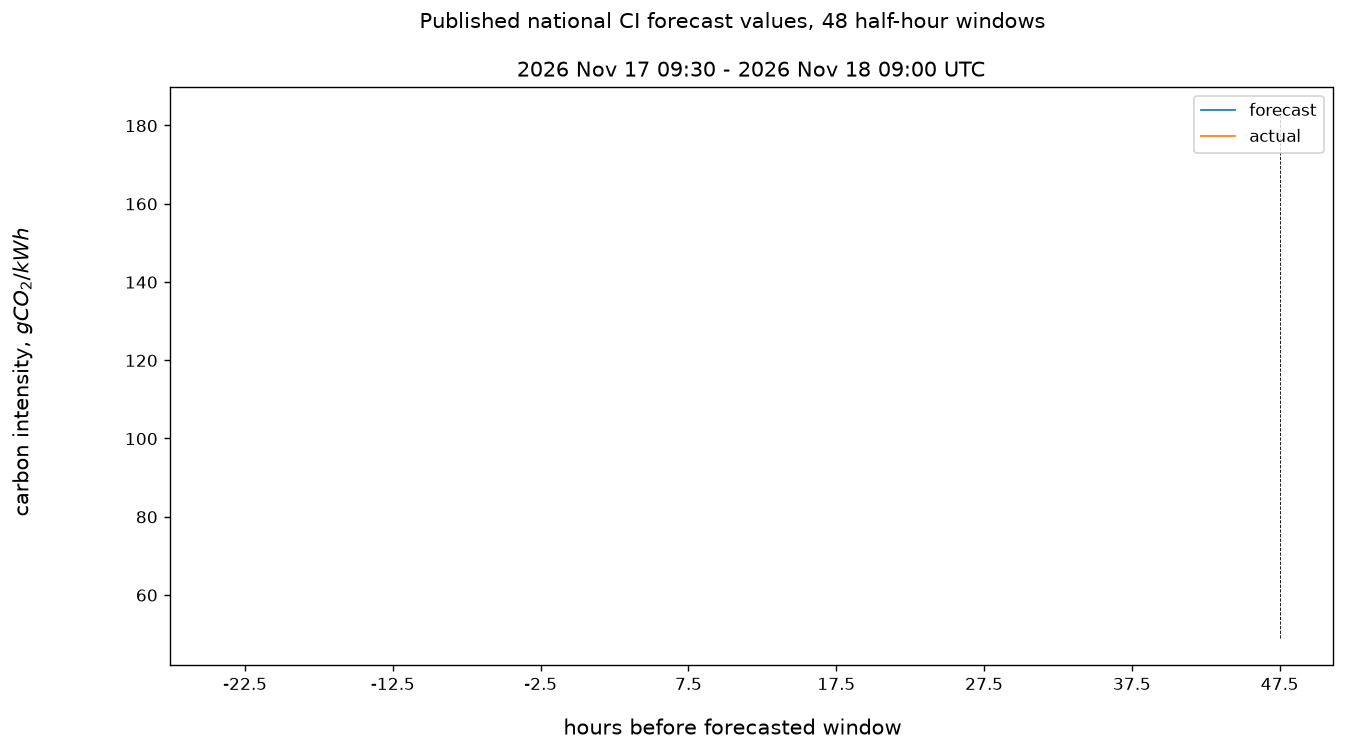 Published national CI forecast values, 48 half-hour windows
2026 Nov 17 09:30 - 2026 Nov 18 09:00 UTC
forecast
actual
180
160
140
120
100
80
60
carbon intensity, gCO₂/kWh
-22.5 -12.5 -2.5 7.5 17.5 27.5 37.5 47.5
hours before forecasted window